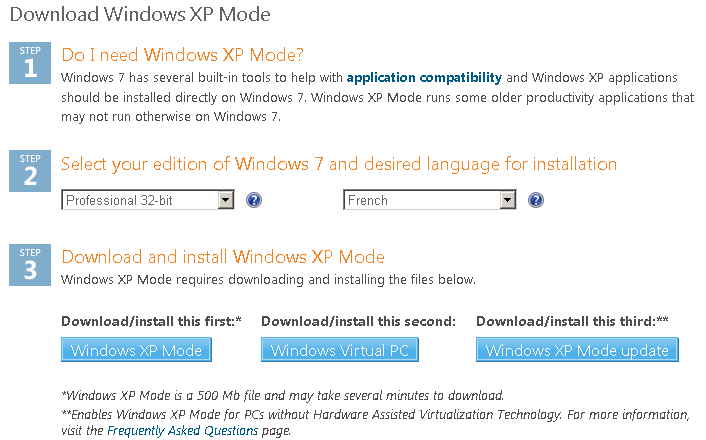 Download Windows XP Mode
STEP 1
Do I need Windows XP Mode?
Windows 7 has several built-in tools to help with application compatibility and Windows XP applications
should be installed directly on Windows 7. Windows XP Mode runs some older productivity applications that
may not run otherwise on Windows 7.
STEP 2
Select your edition of Windows 7 and desired language for installation
Professional 32-bit ? French ?
STEP 3
Download and install Windows XP Mode
Windows XP Mode requires downloading and installing the files below.
Download/install this first:* Download/install this second: Download/install this third:**
Windows XP Mode Windows Virtual PC Windows XP Mode update
*Windows XP Mode is a 500 Mb file and may take several minutes to download.
**Enables Windows XP Mode for PCs without Hardware Assisted Virtualization Technology. For more information,
visit the Frequently Asked Questions page.